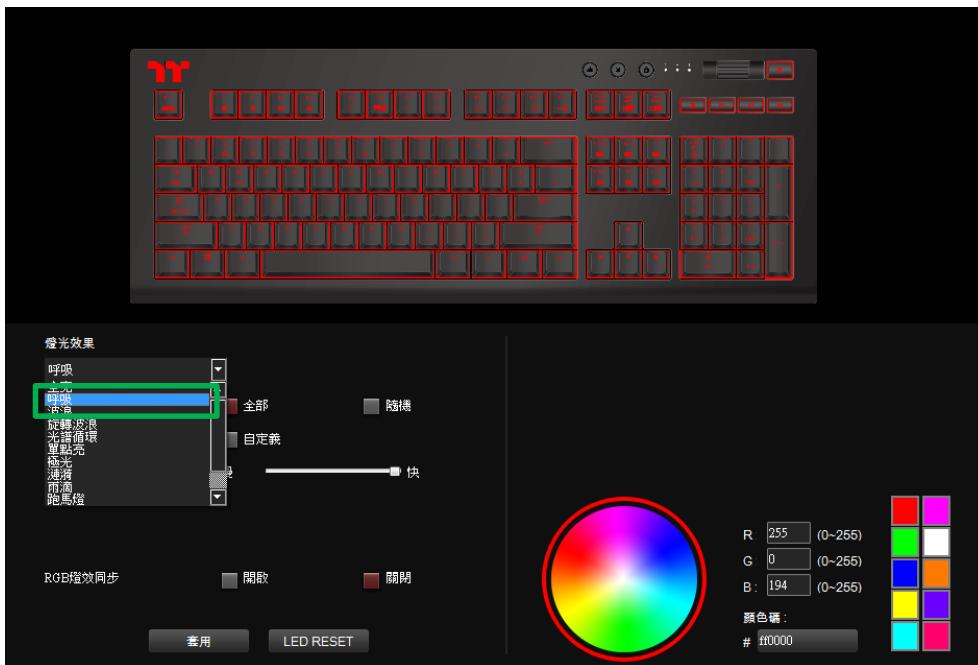 燈光效果
呼吸
全亮
呼吸
波浪
旋轉波浪
光譜循環
單點亮
極光
漣漪
雨滴
跑馬燈
全部
隨機
自定義
慢
快
RGB燈效同步
開啟
關閉
套用
LED RESET
R 255 (0~255)
G 0 (0~255)
B: 194 (0~255)
顏色碼 :
# ff0000